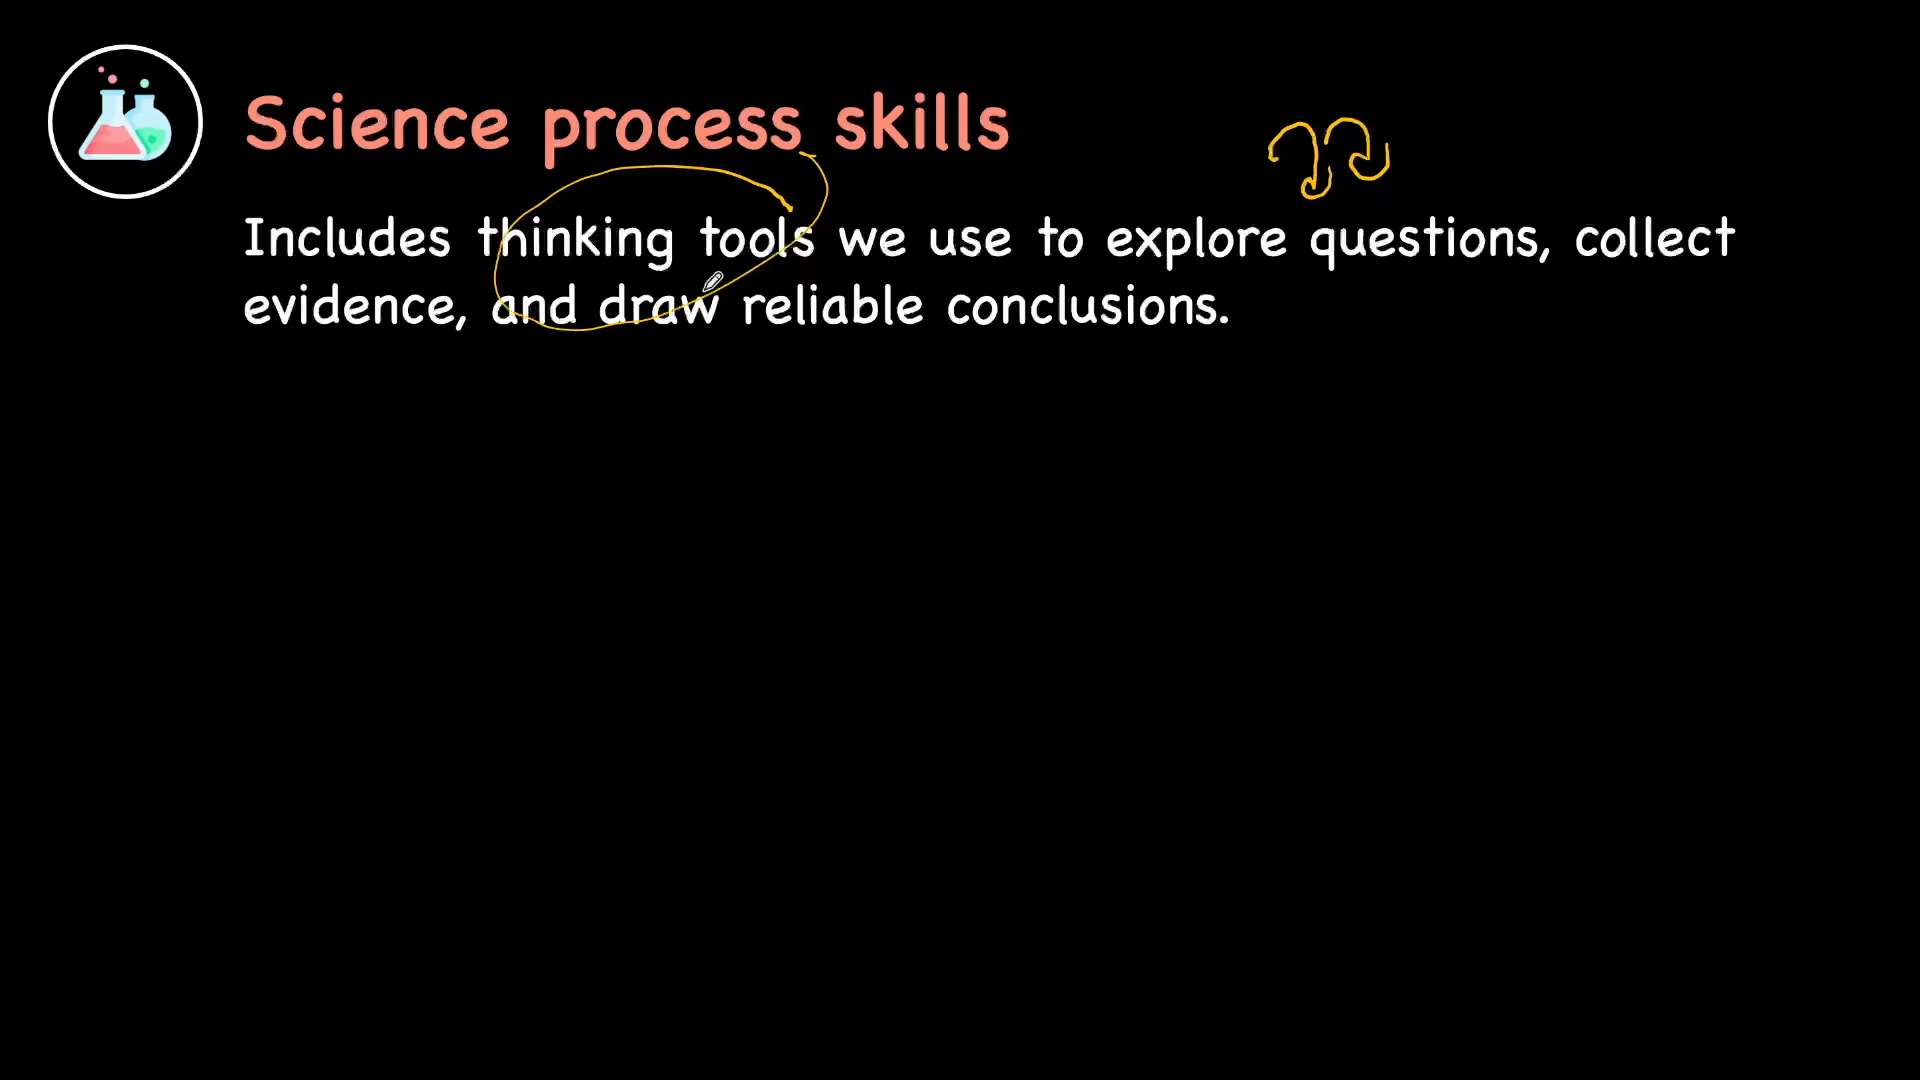 Science process skills
Includes thinking tools we use to explore questions, collect
evidence, and draw reliable conclusions.